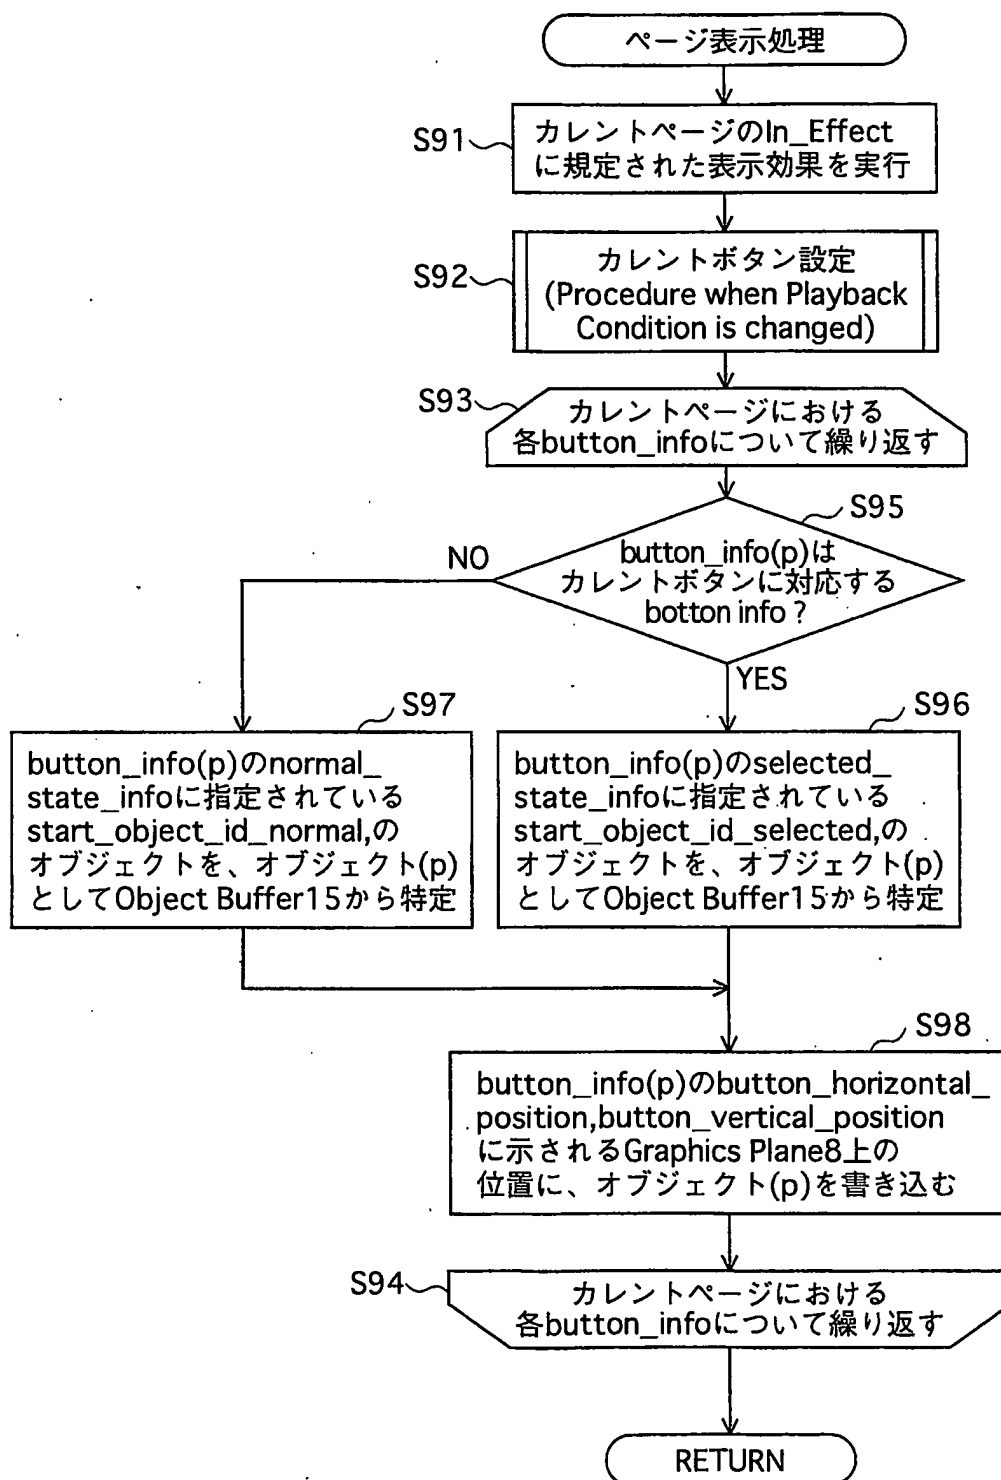 ページ表示処理
S91
カレントページのIn_Effect
に規定された表示効果を実行
S92
カレントボタン設定
(Procedure when Playback
Condition is changed)
S93
カレントページにおける
各button_infoについて繰り返す
S95
button_info(p)は
カレントボタンに対応する
botton info ?
NO
YES
S97
button_info(p)のnormal_
state_infoに指定されている
start_object_id_normal,の
オブジェクトを、オブジェクト(p)
としてObject Buffer15から特定
S96
button_info(p)のselected_
state_infoに指定されている
start_object_id_selected,の
オブジェクトを、オブジェクト(p)
としてObject Buffer15から特定
S98
button_info(p)のbutton_horizontal_
position,button_vertical_position
に示されるGraphics Plane8上の
位置に、オブジェクト(p)を書き込む
S94
カレントページにおける
各button_infoについて繰り返す
RETURN